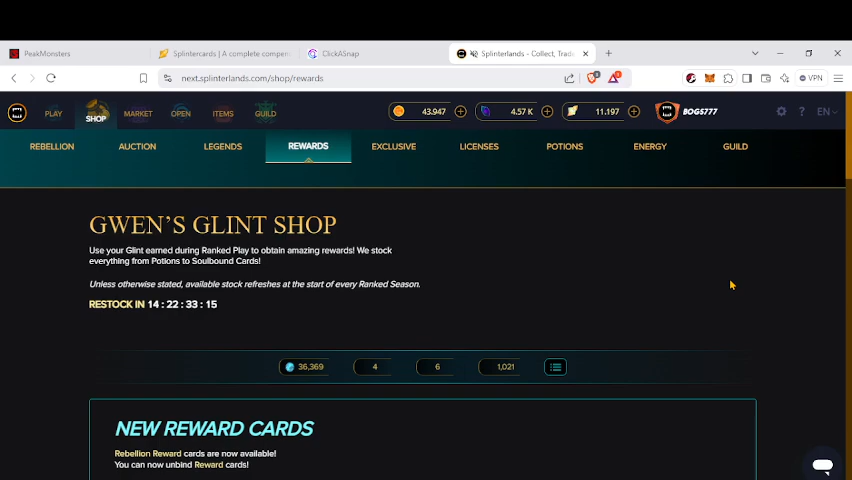 PeakMonsters
Splintercards | A complete compen
ClickASnap
Splinterlands - Collect, Trade
next.splinterlands.com/shop/rewards
VPN
PLAY SHOP MARKET OPEN ITEMS GUILD
43.947 4.57 K 11.197 BOGS777 ? EN
REBELLION AUCTION LEGENDS REWARDS EXCLUSIVE LICENSES POTIONS ENERGY GUILD
GWEN'S GLINT SHOP
Use your Glint earned during Ranked Play to obtain amazing rewards! We stock
everything from Potions to Soulbound Cards!
Unless otherwise stated, available stock refreshes at the start of every Ranked Season.
RESTOCK IN 14 : 22 : 33 : 15
36,369 4 6 1,021
NEW REWARD CARDS
Rebellion Reward cards are now available!
You can now unbind Reward cards!